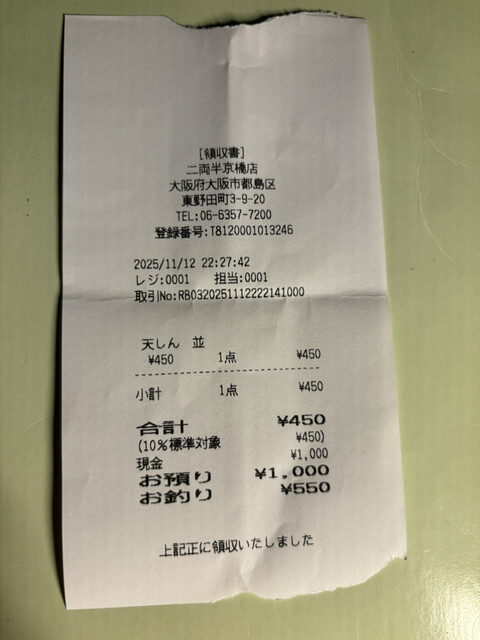 [領収書]
二両半京橋店
大阪府大阪市都島区
東野田町3-9-20
TEL:06-6357-7200
登録番号:T8120001013246
2025/11/12 22:27:42
レジ:0001 担当:0001
取引No:RB0320251112222141000
天しん 並
¥450 1点 ¥450
小計 1点 ¥450
合計 ¥450
(10%標準対象 ¥450)
現金 ¥1,000
お預り ¥1,000
お釣り ¥550
上記正に領収いたしました